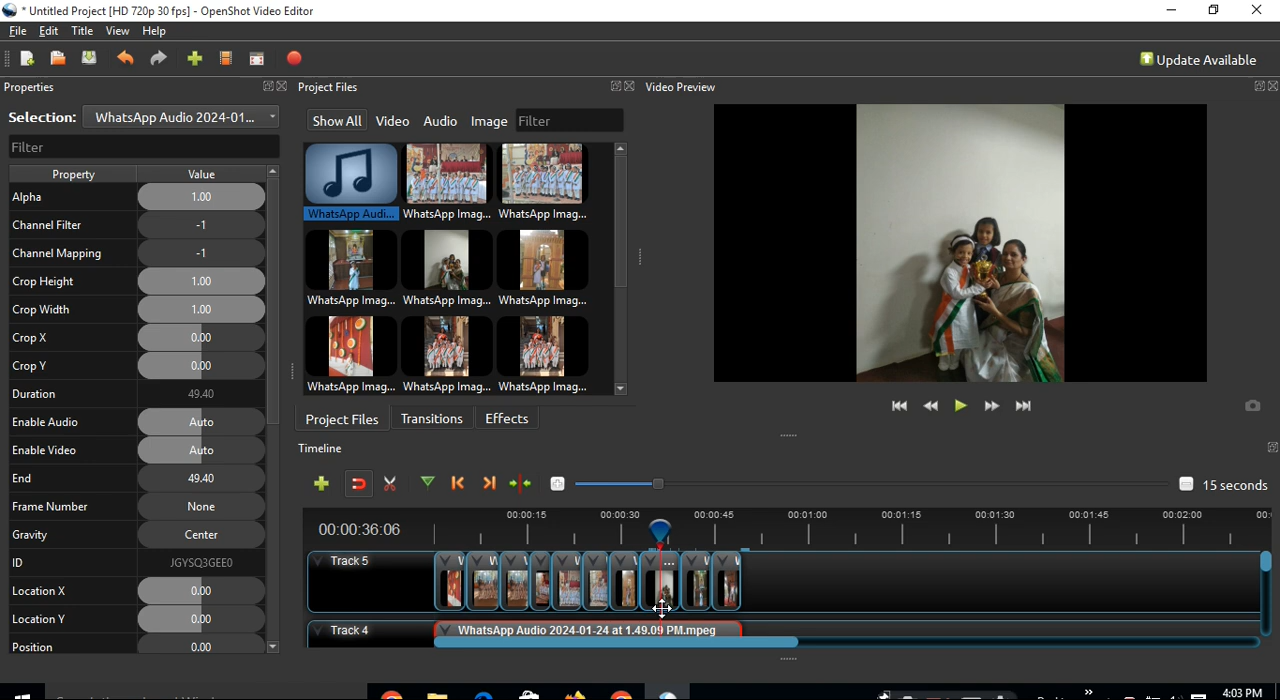 * Untitled Project [HD 720p 30 fps] - OpenShot Video Editor
File Edit Title View Help
Update Available
Properties
Selection: WhatsApp Audio 2024-01...
Filter
Property Value
Alpha 1.00
Channel Filter -1
Channel Mapping -1
Crop Height 1.00
Crop Width 1.00
Crop X 0.00
Crop Y 0.00
Duration 49.40
Enable Audio Auto
Enable Video Auto
End 49.40
Frame Number None
Gravity Center
ID JGYSQ3GEE0
Location X 0.00
Location Y 0.00
Position 0.00
Project Files
Show All Video Audio Image Filter
WhatsApp Audi... WhatsApp Imag... WhatsApp Imag...
WhatsApp Imag... WhatsApp Imag... WhatsApp Imag...
WhatsApp Imag... WhatsApp Imag... WhatsApp Imag...
Project Files Transitions Effects
Video Preview
Timeline
15 seconds
00:00:36:06
00:00:15 00:00:30 00:00:45 00:01:00 00:01:15 00:01:30 00:01:45 00:02:00 00:
Track 5
Track 4
WhatsApp Audio 2024-01-24 at 1.49.09 PM.mpeg
4:03 PM